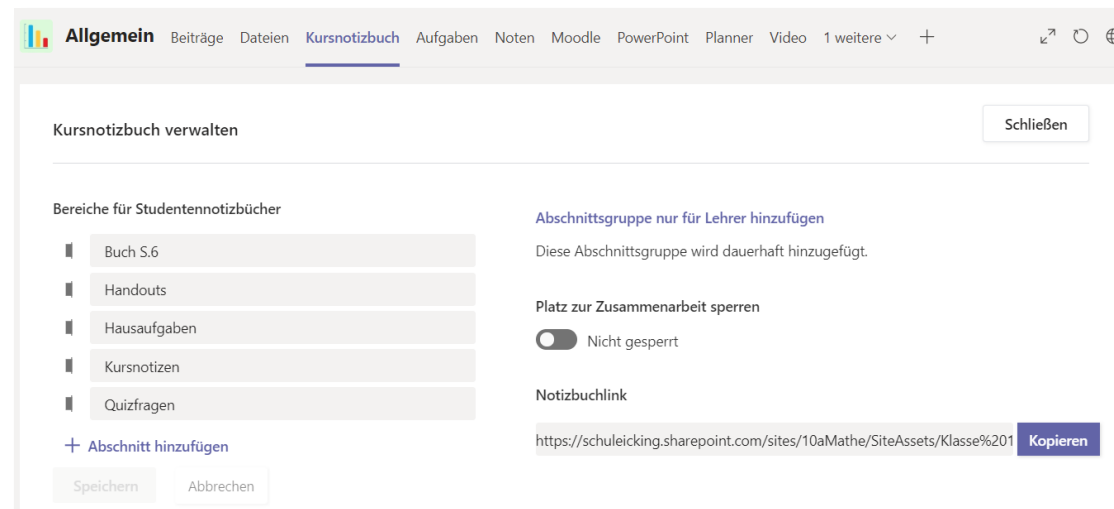 Allgemein Beiträge Dateien Kursnotizbuch Aufgaben Noten Moodle PowerPoint Planner Video 1 weitere
Kursnotizbuch verwalten
Schließen
Bereiche für Studentennotizbücher
Buch S.6
Handouts
Hausaufgaben
Kursnotizen
Quizfragen
+ Abschnitt hinzufügen
Speichern Abbrechen
Abschnittsgruppe nur für Lehrer hinzufügen
Diese Abschnittsgruppe wird dauerhaft hinzugefügt.
Platz zur Zusammenarbeit sperren
Nicht gesperrt
Notizbuchlink
https://schuleicking.sharepoint.com/sites/10aMathe/SiteAssets/Klasse%201 Kopieren